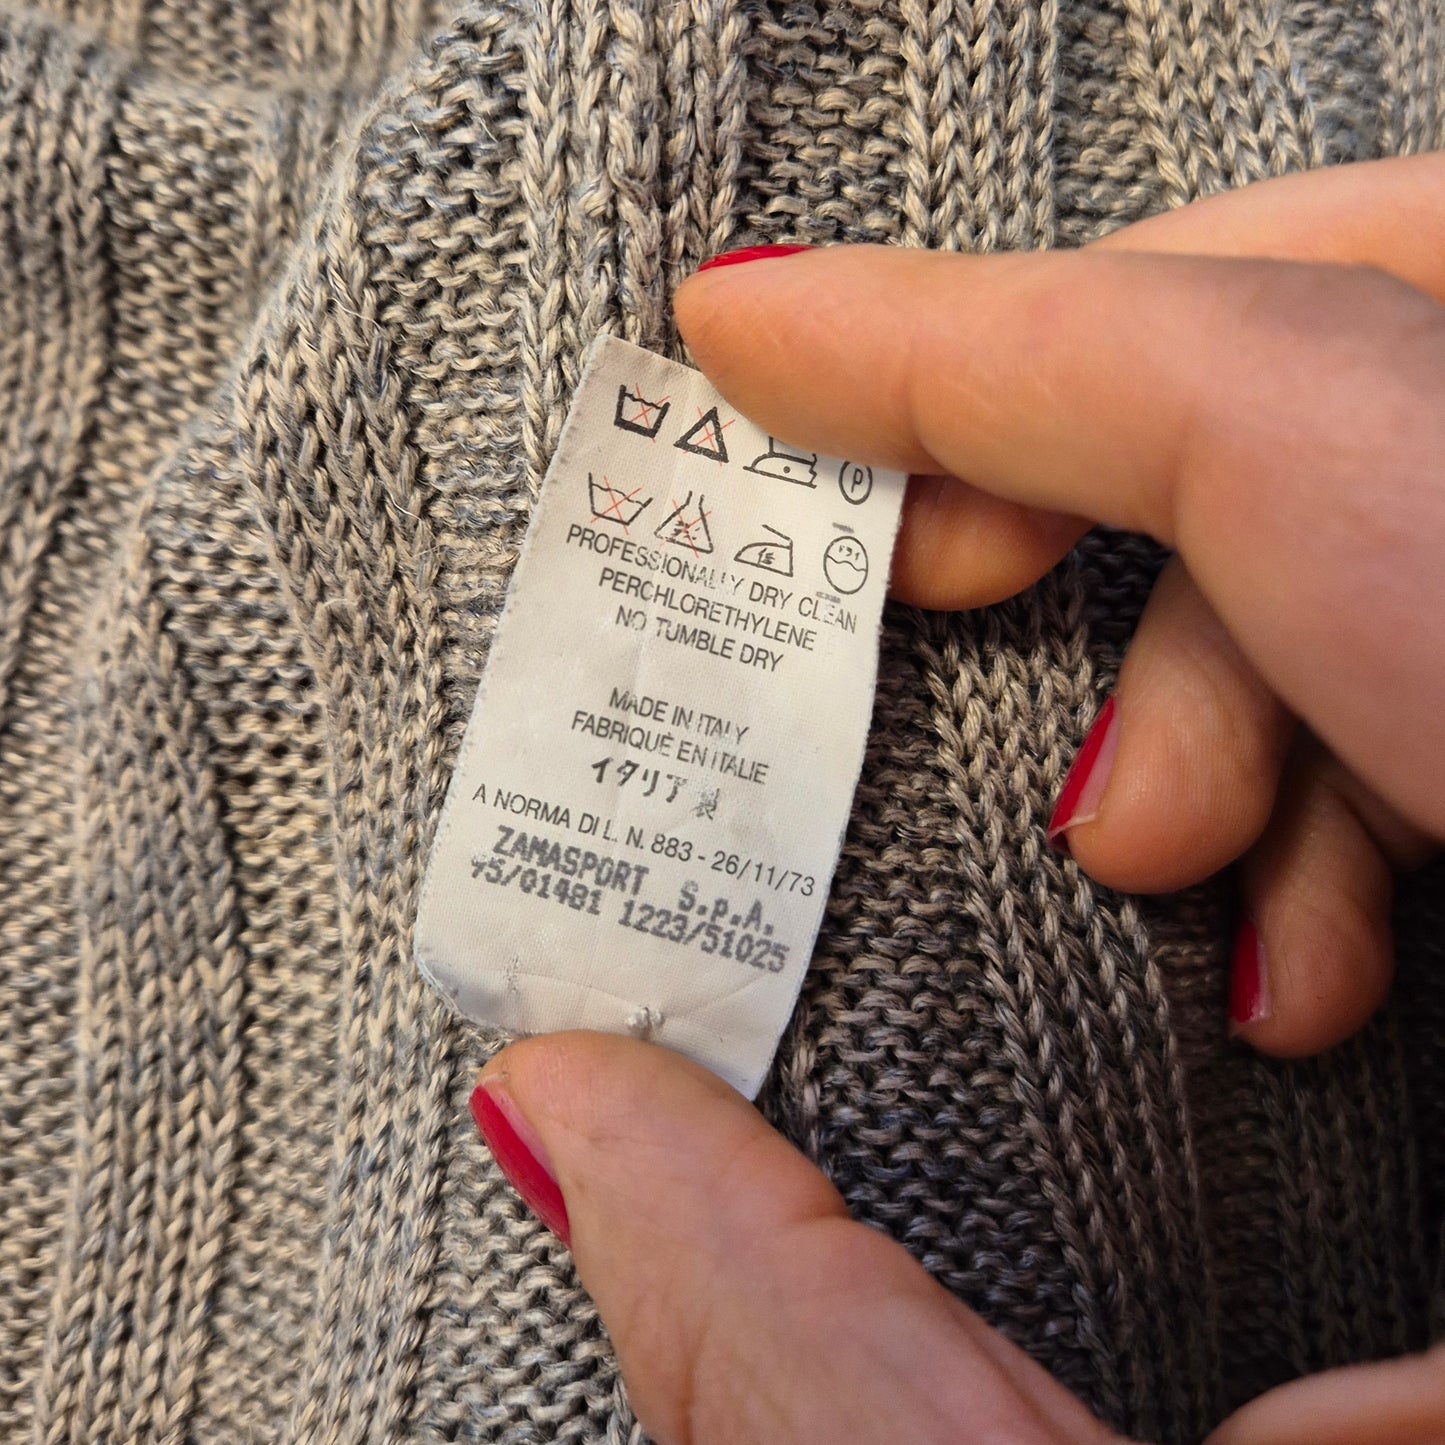 P
PROFESSIONALLY DRY CLEAN
PERCHLORETHYLENE
NO TUMBLE DRY
MADE IN ITALY
FABRIQUÉ EN ITALIE
イタリア製
A NORMA DI L. N. 883 - 26/11/73
ZAMASPORT S.p.A.
95/01481 1223/51025